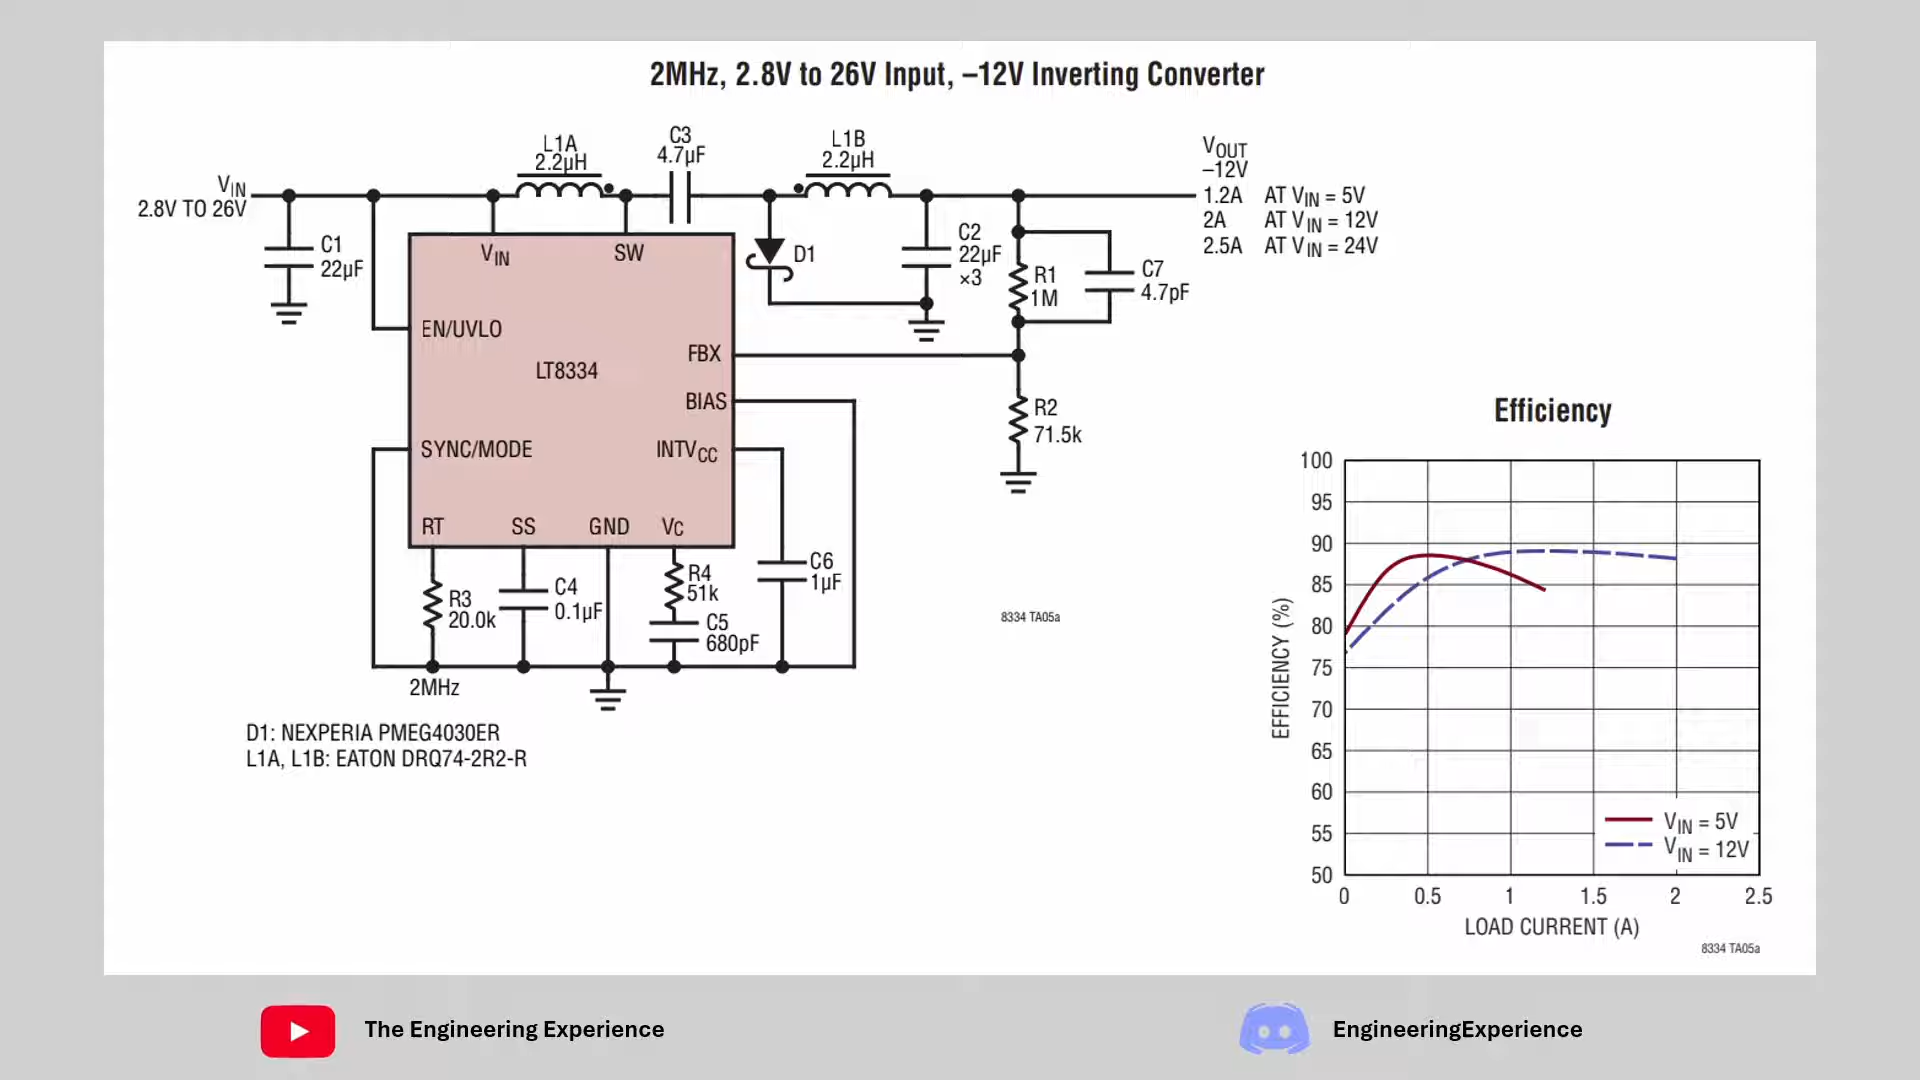 2MHz, 2.8V to 26V Input, –12V Inverting Converter
VIN
2.8V TO 26V
C1
22µF
L1A
2.2µH
C3
4.7µF
L1B
2.2µH
VOUT
–12V
1.2A AT VIN = 5V
2A AT VIN = 12V
2.5A AT VIN = 24V
D1
C2
22µF
×3
R1
1M
C7
4.7pF
VIN
SW
EN/UVLO
LT8334
FBX
BIAS
SYNC/MODE
INTVCC
RT
SS
GND
VC
R2
71.5k
R3
20.0k
C4
0.1µF
R4
51k
C5
680pF
C6
1µF
2MHz
8334 TA05a
D1: NEXPERIA PMEG4030ER
L1A, L1B: EATON DRQ74-2R2-R
Efficiency
EFFICIENCY (%)
100
95
90
85
80
75
70
65
60
55
50
0
0.5
1
1.5
2
2.5
LOAD CURRENT (A)
VIN = 5V
VIN = 12V
8334 TA05a
The Engineering Experience
EngineeringExperience